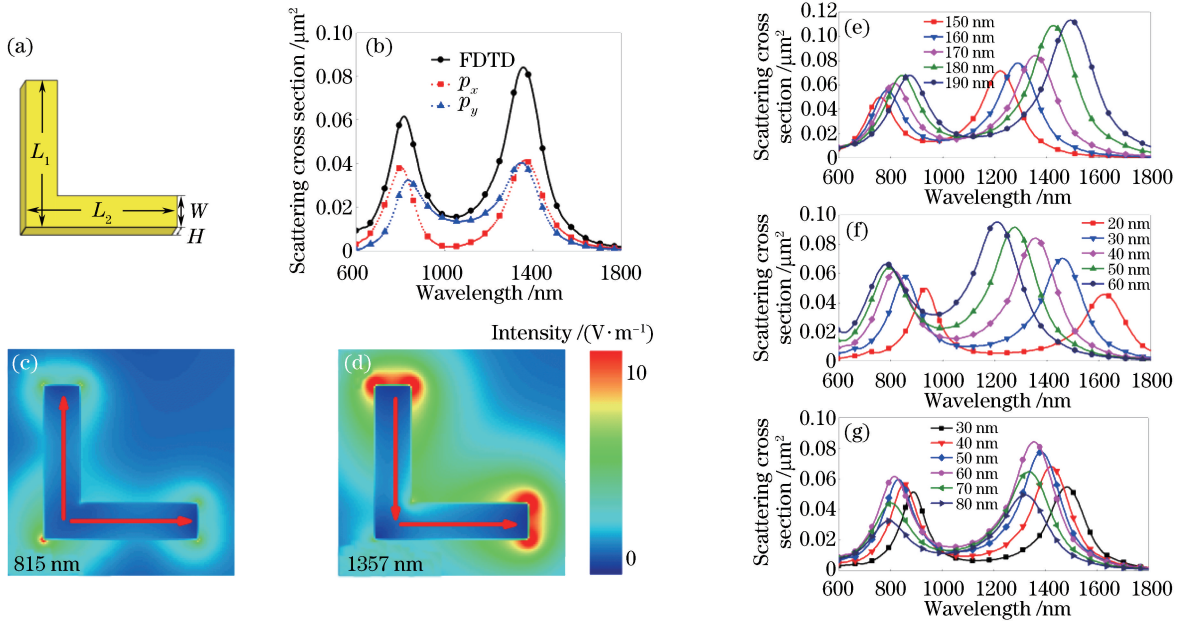 (a)
L₁
L₂
W
H
(b)
Scattering cross section /μm²
0.10
0.08
0.06
0.04
0.02
0
FDTD
pₓ
p_y
600
1000
1400
1800
Wavelength /nm
(c)
815 nm
(d)
1357 nm
Intensity /(V·m⁻¹)
10
0
(e)
Scattering cross
section /μm²
0.12
0.10
0.08
0.06
0.04
0.02
0
150 nm
160 nm
170 nm
180 nm
190 nm
600 800 1000 1200 1400 1600 1800
Wavelength /nm
(f)
Scattering cross
section /μm²
0.10
0.08
0.06
0.04
0.02
0
20 nm
30 nm
40 nm
50 nm
60 nm
600 800 1000 1200 1400 1600 1800
Wavelength /nm
(g)
Scattering cross
section /μm²
0.10
0.08
0.06
0.04
0.02
0
30 nm
40 nm
50 nm
60 nm
70 nm
80 nm
600 800 1000 1200 1400 1600 1800
Wavelength /nm